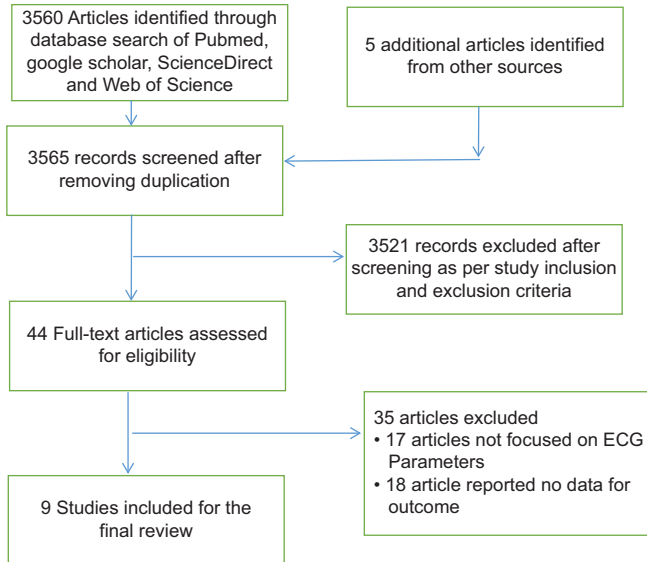 3560 Articles identified through
database search of Pubmed,
google scholar, ScienceDirect
and Web of Science
5 additional articles identified
from other sources
3565 records screened after
removing duplication
3521 records excluded after
screening as per study inclusion
and exclusion criteria
44 Full-text articles assessed
for eligibility
35 articles excluded
• 17 articles not focused on ECG
Parameters
• 18 article reported no data for
outcome
9 Studies included for the
final review